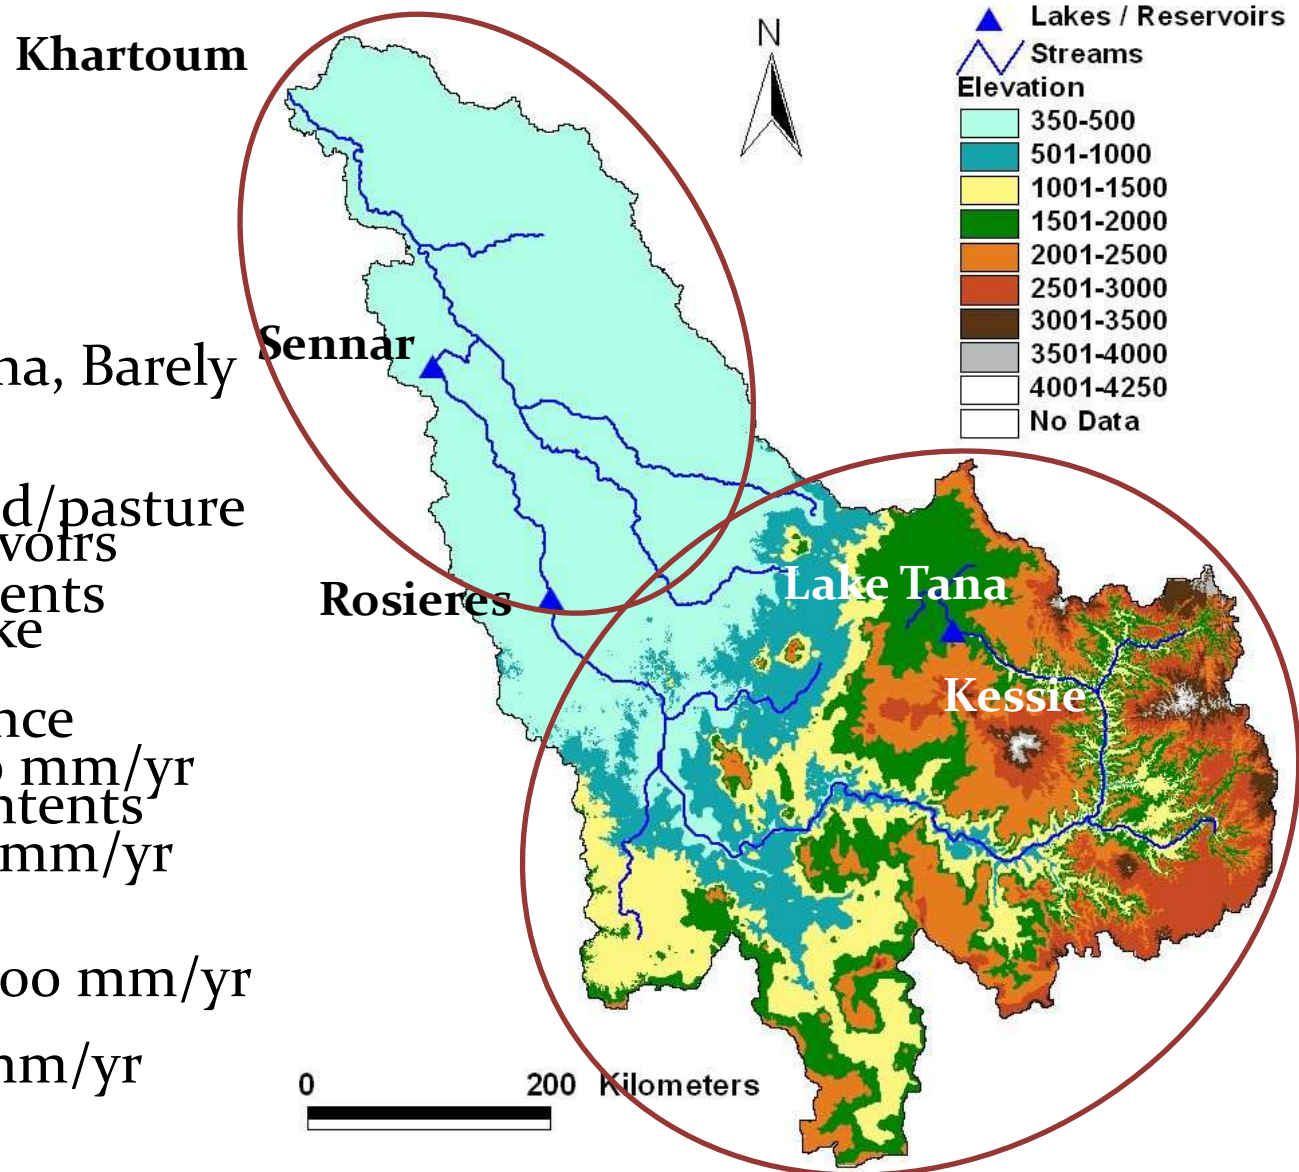 Khartoum
N
Lakes / Reservoirs
Streams
Elevation
350-500
501-1000
1001-1500
1501-2000
2001-2500
2501-3000
3001-3500
3501-4000
4001-4250
No Data
Sennar
na, Barely
d/pasture
voirs
ents
ke
Rosieres
Lake Tana
Kessie
nce
mm/yr
ntents
mm/yr
00 mm/yr
mm/yr
0 200 Kilometers